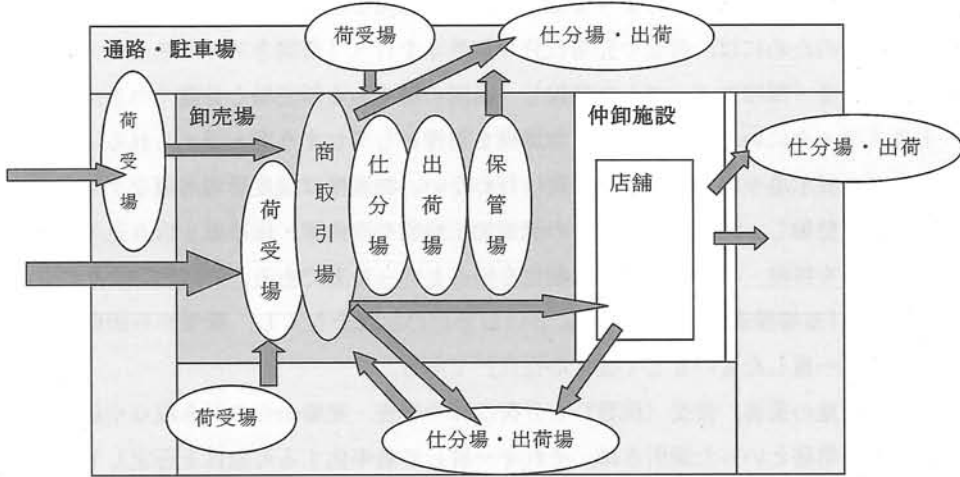 荷受場
仕分場・出荷
通路・駐車場
荷受場
卸売場
商取引場
仕分場
出荷場
保管場
仲卸施設
仕分場・出荷
店舗
荷受場
荷受場
仕分場・出荷場